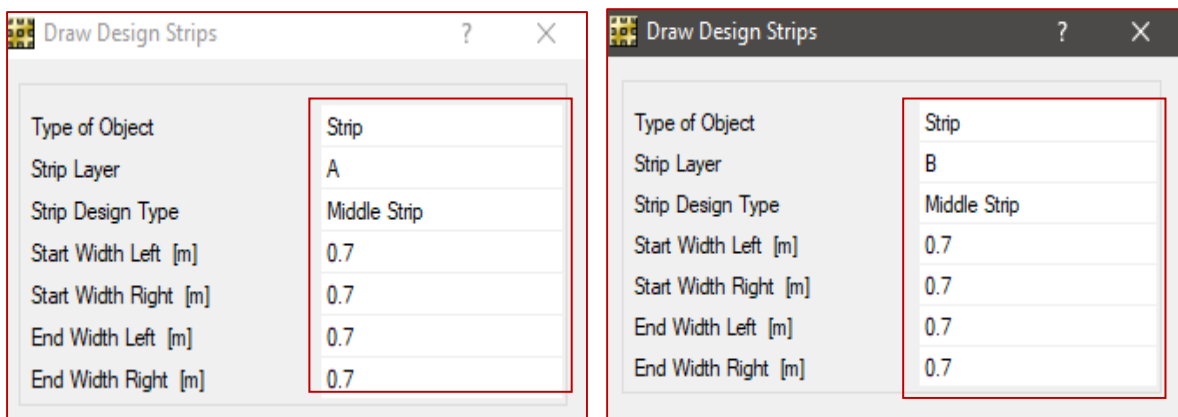 Draw Design Strips ?
Type of Object Strip
Strip Layer A
Strip Design Type Middle Strip
Start Width Left [m] 0.7
Start Width Right [m] 0.7
End Width Left [m] 0.7
End Width Right [m] 0.7
Draw Design Strips ?
Type of Object Strip
Strip Layer B
Strip Design Type Middle Strip
Start Width Left [m] 0.7
Start Width Right [m] 0.7
End Width Left [m] 0.7
End Width Right [m] 0.7